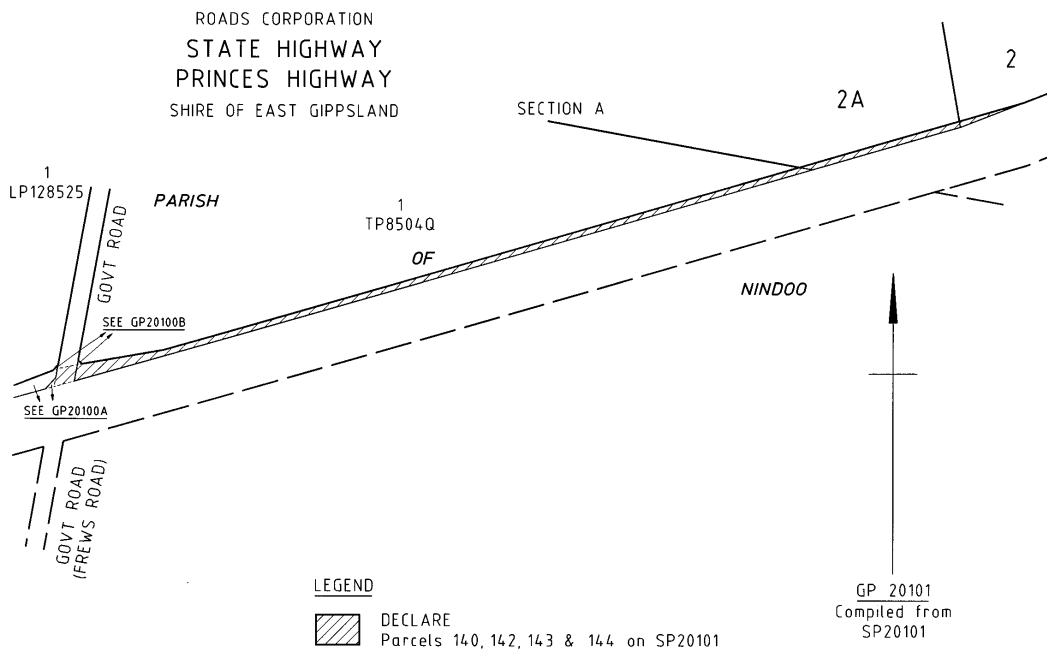 ROADS CORPORATION
STATE HIGHWAY
PRINCES HIGHWAY
SHIRE OF EAST GIPPSLAND
SECTION A
2A
2
1
LP128525
PARISH
GOVT ROAD
1
TP8504Q
OF
NINDOO
SEE GP20100B
SEE GP20100A
GOVT ROAD
(FREWS ROAD)
LEGEND
DECLARE
Parcels 140, 142, 143 & 144 on SP20101
GP 20101
Compiled from
SP20101